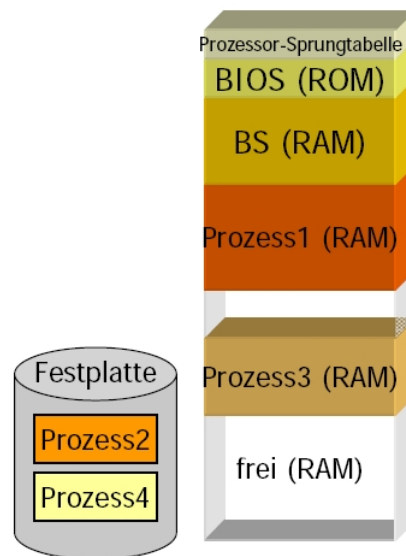 Prozessor-Sprungtabelle
BIOS (ROM)
BS (RAM)
Prozess1 (RAM)
Prozess3 (RAM)
frei (RAM)
Festplatte
Prozess2
Prozess4